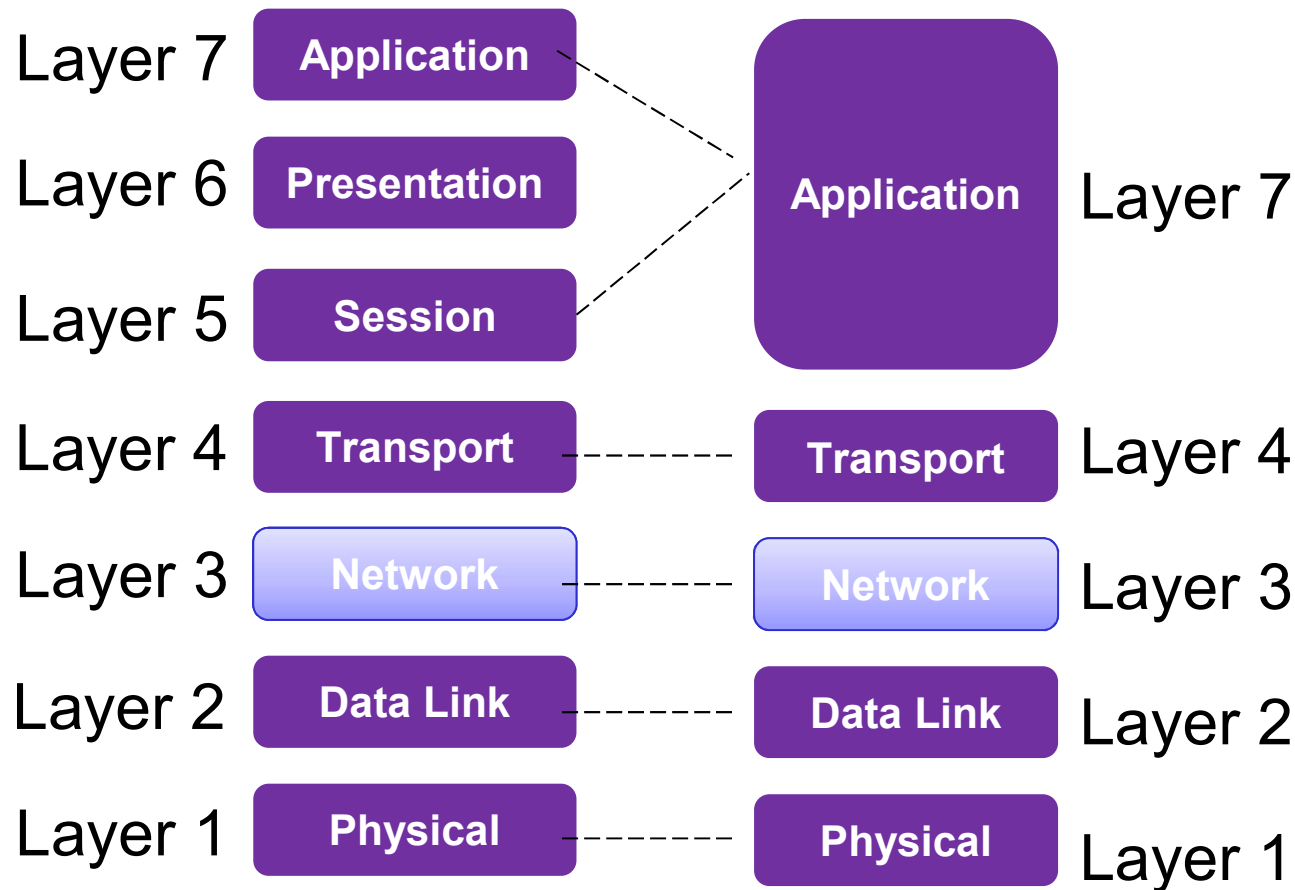 Layer 7
Application
Layer 6
Presentation
Application
Layer 7
Layer 5
Session
Layer 4
Transport
Transport
Layer 4
Layer 3
Network
Network
Layer 3
Layer 2
Data Link
Data Link
Layer 2
Layer 1
Physical
Physical
Layer 1